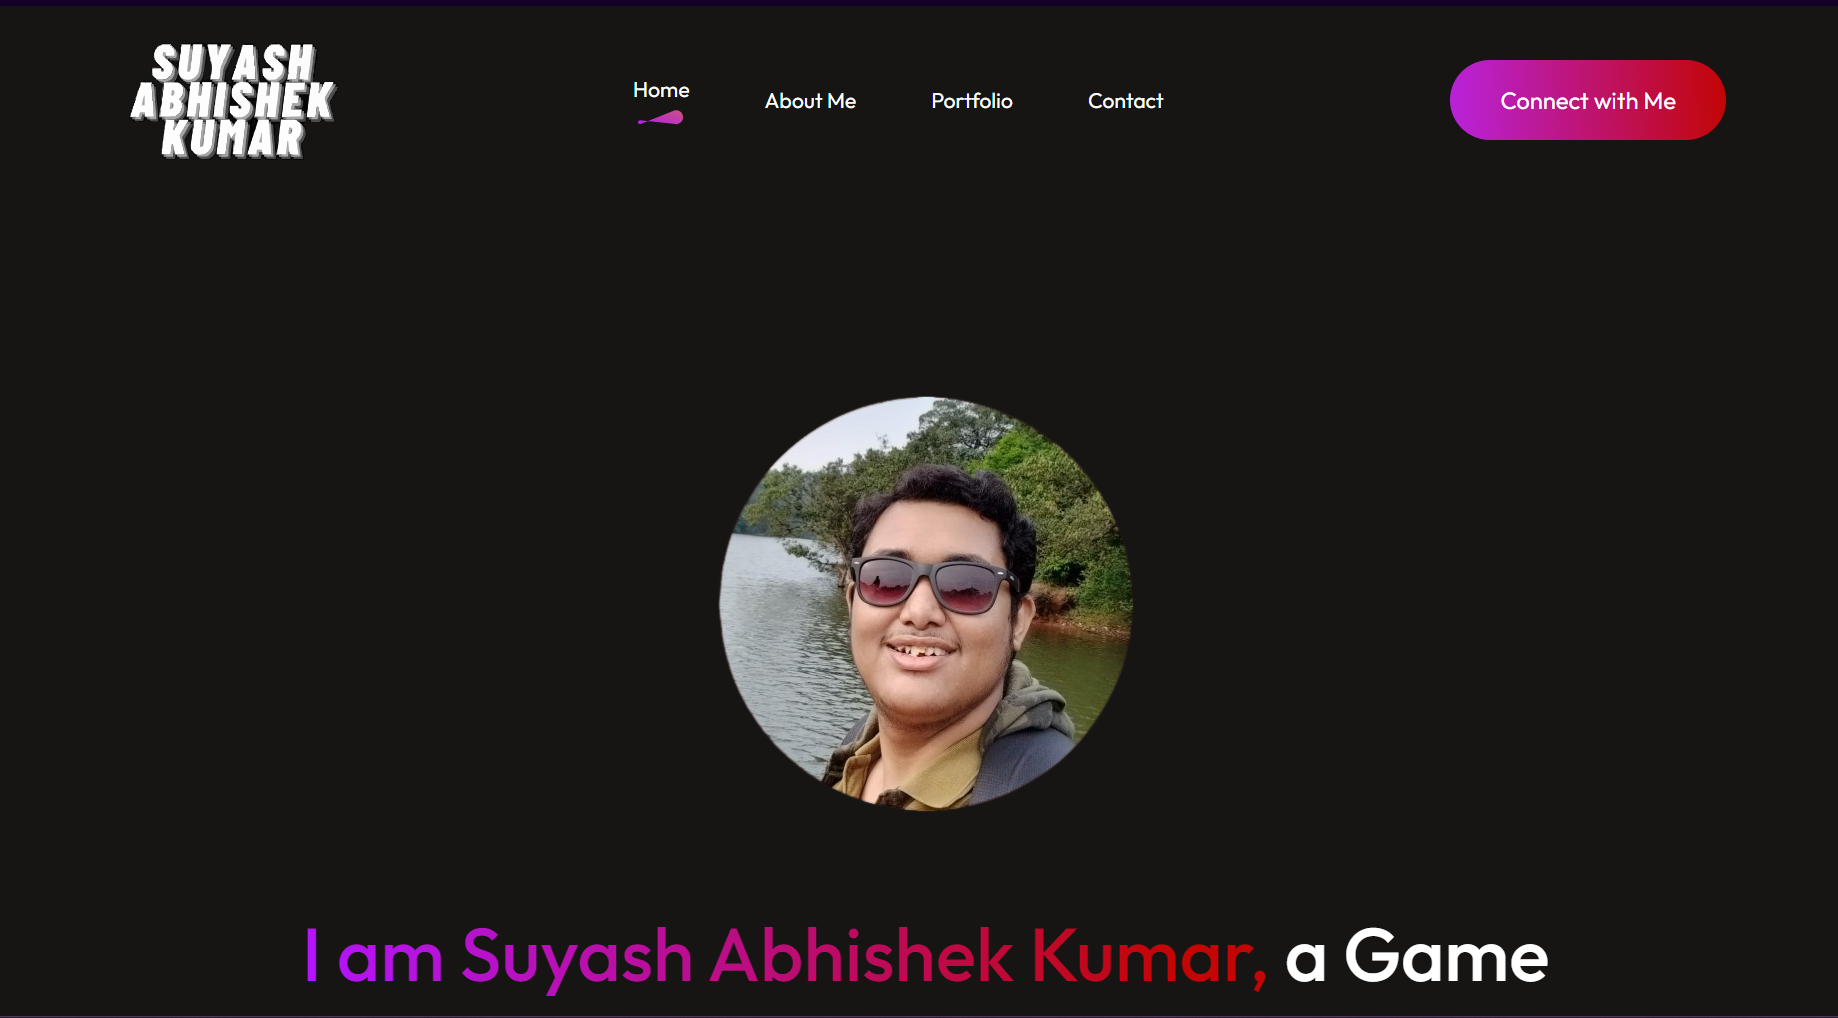 SUYASH
ABHISHEK
KUMAR
Home
About Me
Portfolio
Contact
Connect with Me
I am Suyash Abhishek Kumar, a Game